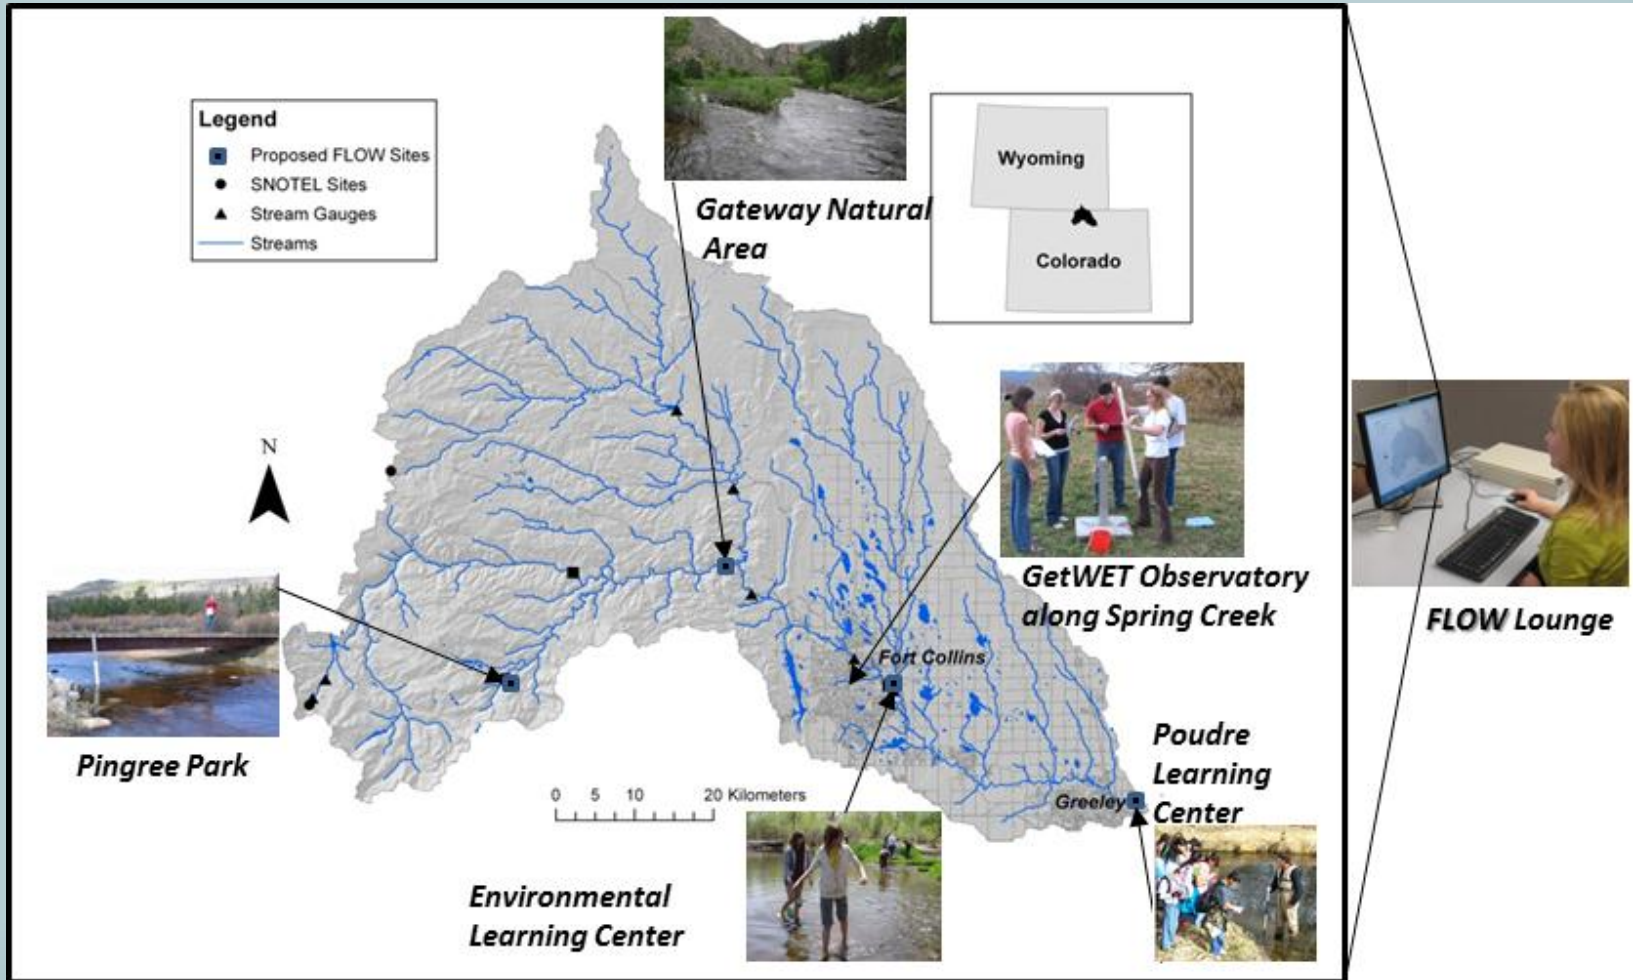 Legend
Proposed FLOW Sites
SNOTEL Sites
Stream Gauges
Streams
Gateway Natural
Area
Wyoming
Colorado
N
GetWET Observatory
along Spring Creek
FLOW Lounge
Fort Collins
Pingree Park
Poudre
Learning
Center
0 5 10 20 Kilometers
Greeley
Environmental
Learning Center